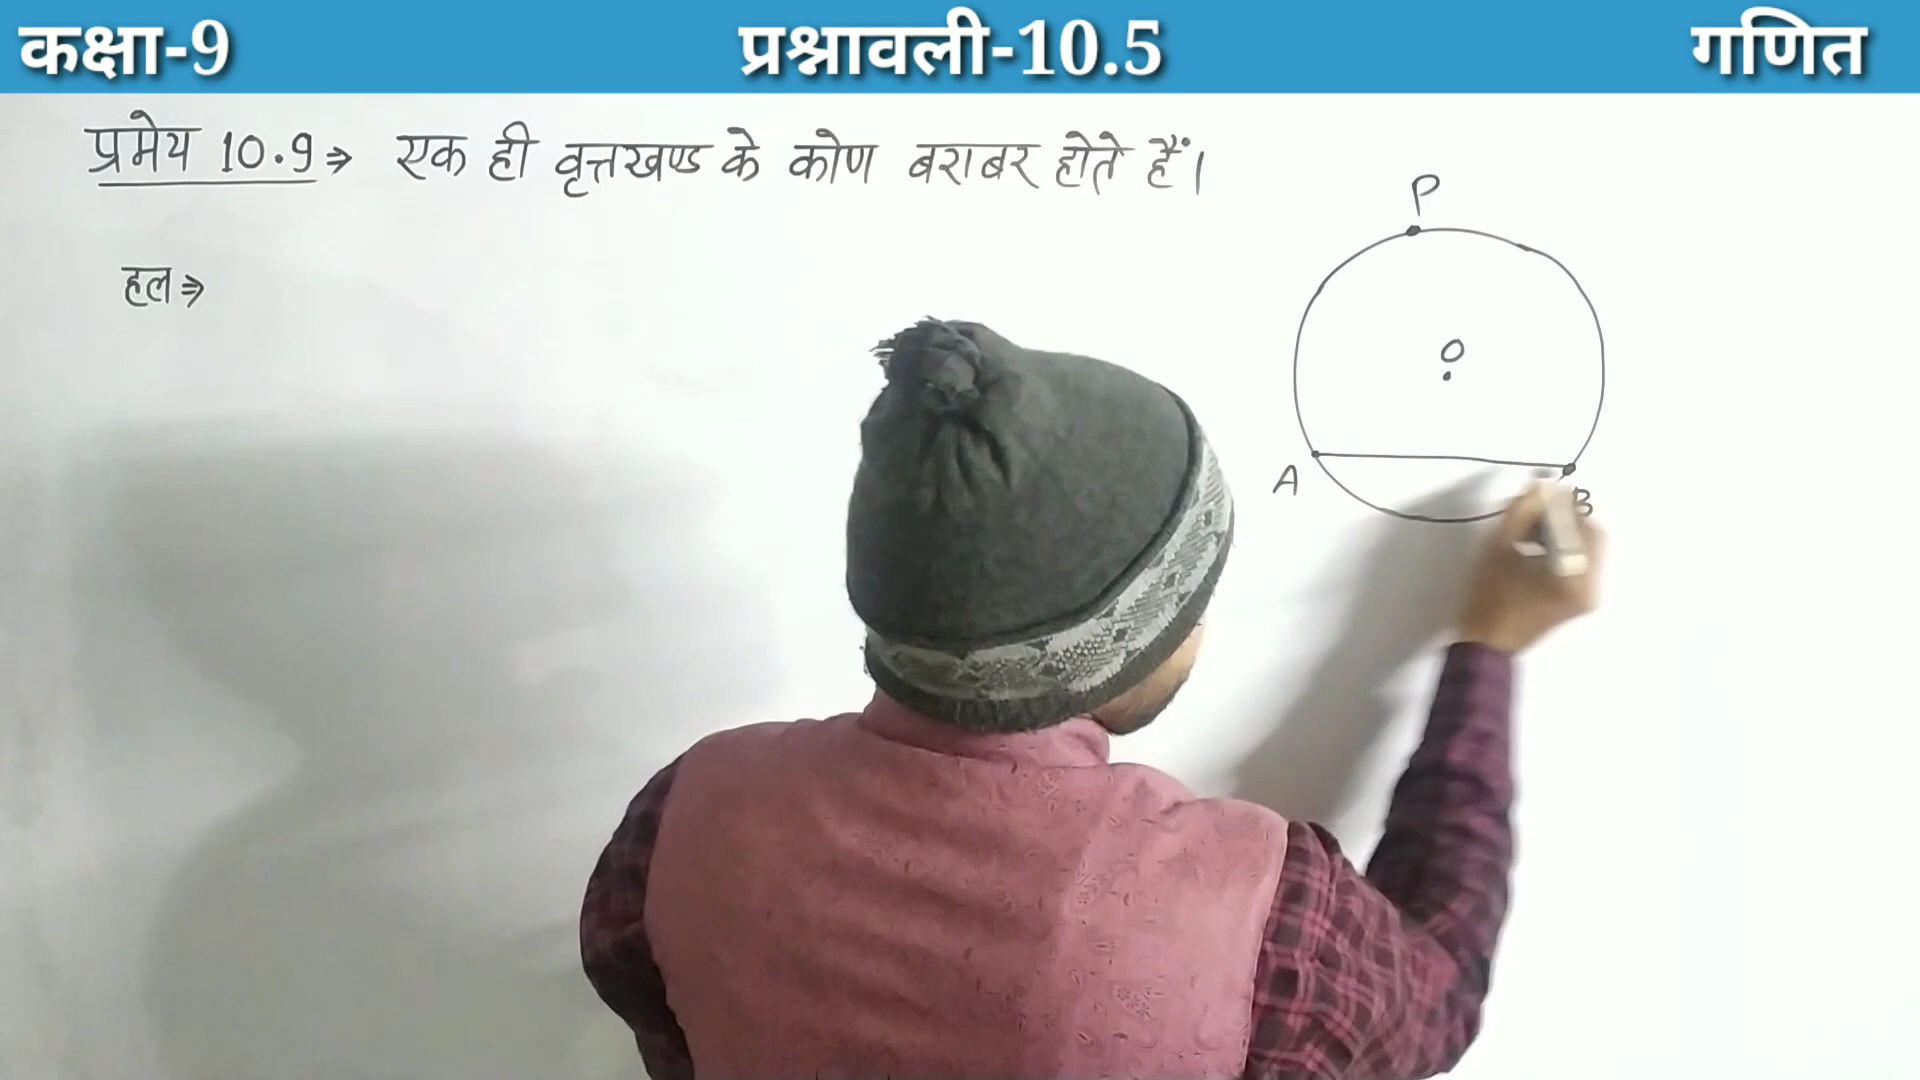 कक्षा-9 प्रश्नावली-10.5 गणित
प्रमेय 10.9⇒ एक ही वृत्तखण्ड के कोण बराबर होते हैं।
हल⇒
P
O
A
B